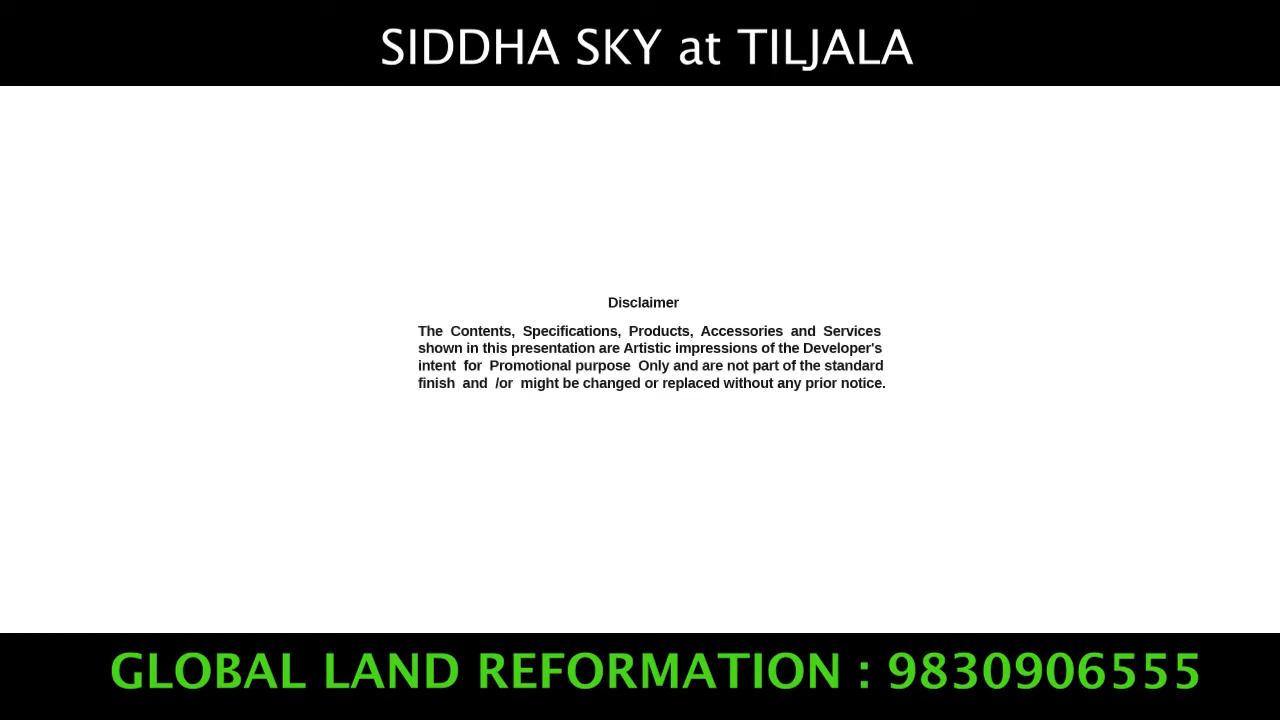 SIDDHA SKY at TILJALA
Disclaimer
The Contents, Specifications, Products, Accessories and Services
shown in this presentation are Artistic impressions of the Developer's
intent for Promotional purpose Only and are not part of the standard
finish and /or might be changed or replaced without any prior notice.
GLOBAL LAND REFORMATION : 9830906555